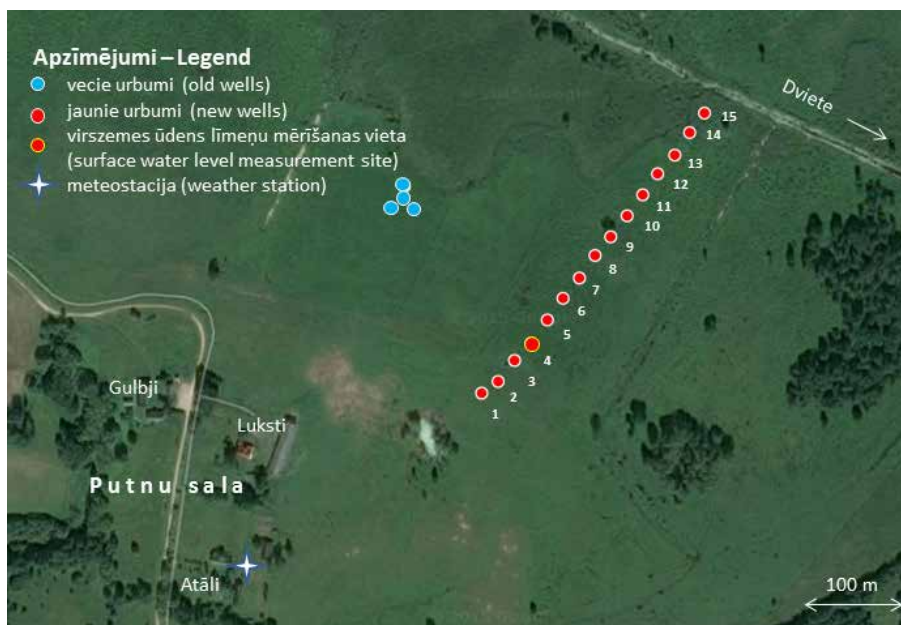 Apzīmējumi – Legend
vecie urbumi (old wells)
jaunie urbumi (new wells)
virszemes ūdens līmeņu mērīšanas vieta
(surface water level measurement site)
meteostacija (weather station)
Dviete
15
14
13
12
11
10
9
8
7
6
5
4
3
2
1
Gulbji
Luksti
Putnu sala
Atāli
100 m